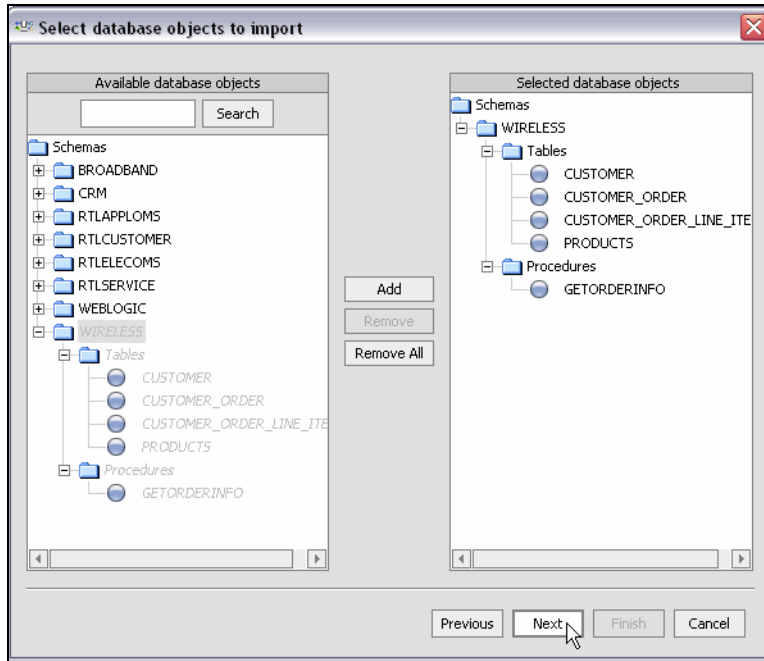 Select database objects to import
Available database objects
Search
Schemas
BROADBAND
CRM
RTLAPPLOMS
RTLCUSTOMER
RTLELECOMS
RTLSERVICE
WEBLOGIC
WIRELESS
Tables
CUSTOMER
CUSTOMER_ORDER
CUSTOMER_ORDER_LINE_ITE
PRODUCTS
Procedures
GETORDERINFO
Add
Remove
Remove All
Selected database objects
Schemas
WIRELESS
Tables
CUSTOMER
CUSTOMER_ORDER
CUSTOMER_ORDER_LINE_ITE
PRODUCTS
Procedures
GETORDERINFO
Previous
Next
Finish
Cancel